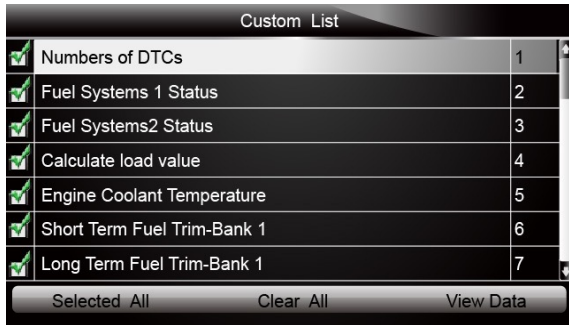 Custom List
Numbers of DTCs 1
Fuel Systems 1 Status 2
Fuel Systems2 Status 3
Calculate load value 4
Engine Coolant Temperature 5
Short Term Fuel Trim-Bank 1 6
Long Term Fuel Trim-Bank 1 7
Selected All Clear All View Data